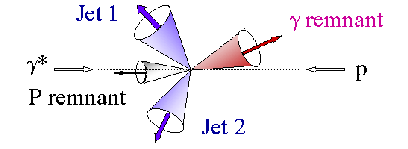 Jet 1
γ remnant
γ*
p
P remnant
Jet 2